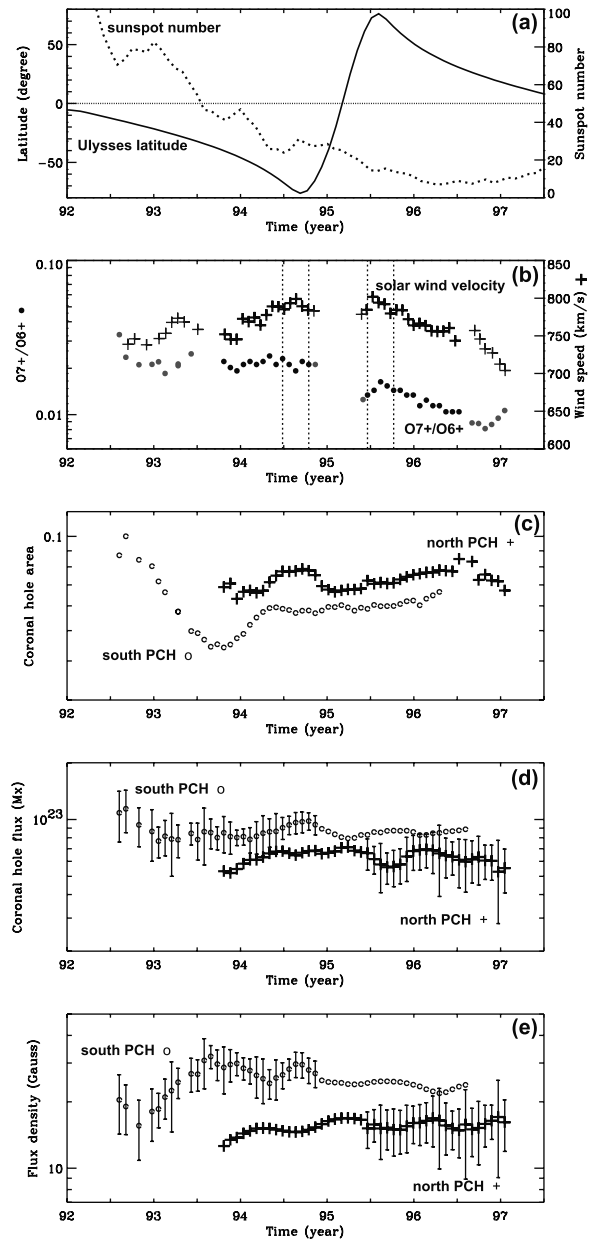 (a)
sunspot number
Ulysses latitude
Latitude (degree)
50
0
−50
Sunspot number
100
80
60
40
20
0
92 93 94 95 96 97
Time (year)
(b)
solar wind velocity
O7+/O6+
O7+/O6+ ●
0.10
0.01
Wind speed (km/s) +
850
800
750
700
650
600
92 93 94 95 96 97
Time (year)
(c)
north PCH +
south PCH o
Coronal hole area
0.1
92 93 94 95 96 97
Time (year)
(d)
south PCH o
north PCH +
Coronal hole flux (Mx)
10²³
92 93 94 95 96 97
Time (year)
(e)
south PCH o
north PCH +
Flux density (Gauss)
10
92 93 94 95 96 97
Time (year)